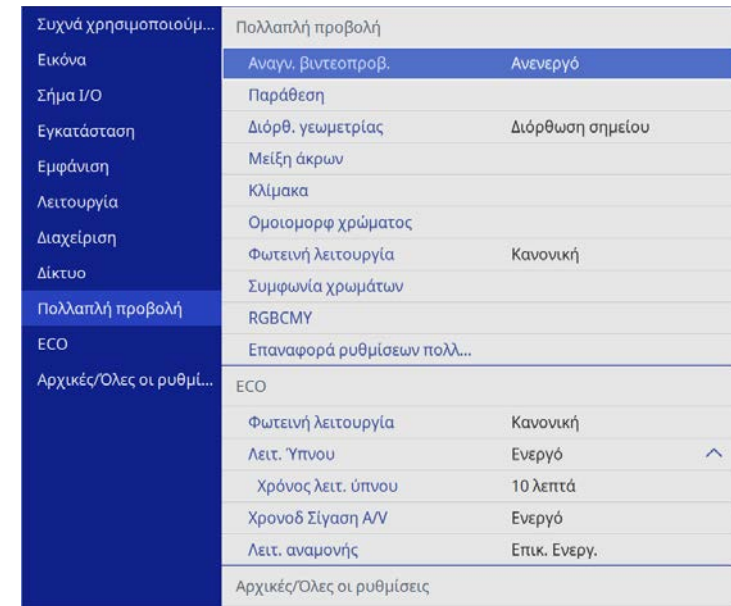 Συχνά χρησιμοποιούμ...
Εικόνα
Σήμα I/O
Εγκατάσταση
Εμφάνιση
Λειτουργία
Διαχείριση
Δίκτυο
Πολλαπλή προβολή
ECO
Αρχικές/Όλες οι ρυθμί...
Πολλαπλή προβολή
Αναγν. βιντεοπροβ. Ανενεργό
Παράθεση
Διόρθ. γεωμετρίας Διόρθωση σημείου
Μείξη άκρων
Κλίμακα
Ομοιομορφ χρώματος
Φωτεινή λειτουργία Κανονική
Συμφωνία χρωμάτων
RGBCMY
Επαναφορά ρυθμίσεων πολλ...
ECO
Φωτεινή λειτουργία Κανονική
Λειτ. Ύπνου Ενεργό
Χρόνος λειτ. ύπνου 10 λεπτά
Χρονοδ Σίγαση A/V Ενεργό
Λειτ. αναμονής Επικ. Ενεργ.
Αρχικές/Όλες οι ρυθμίσεις